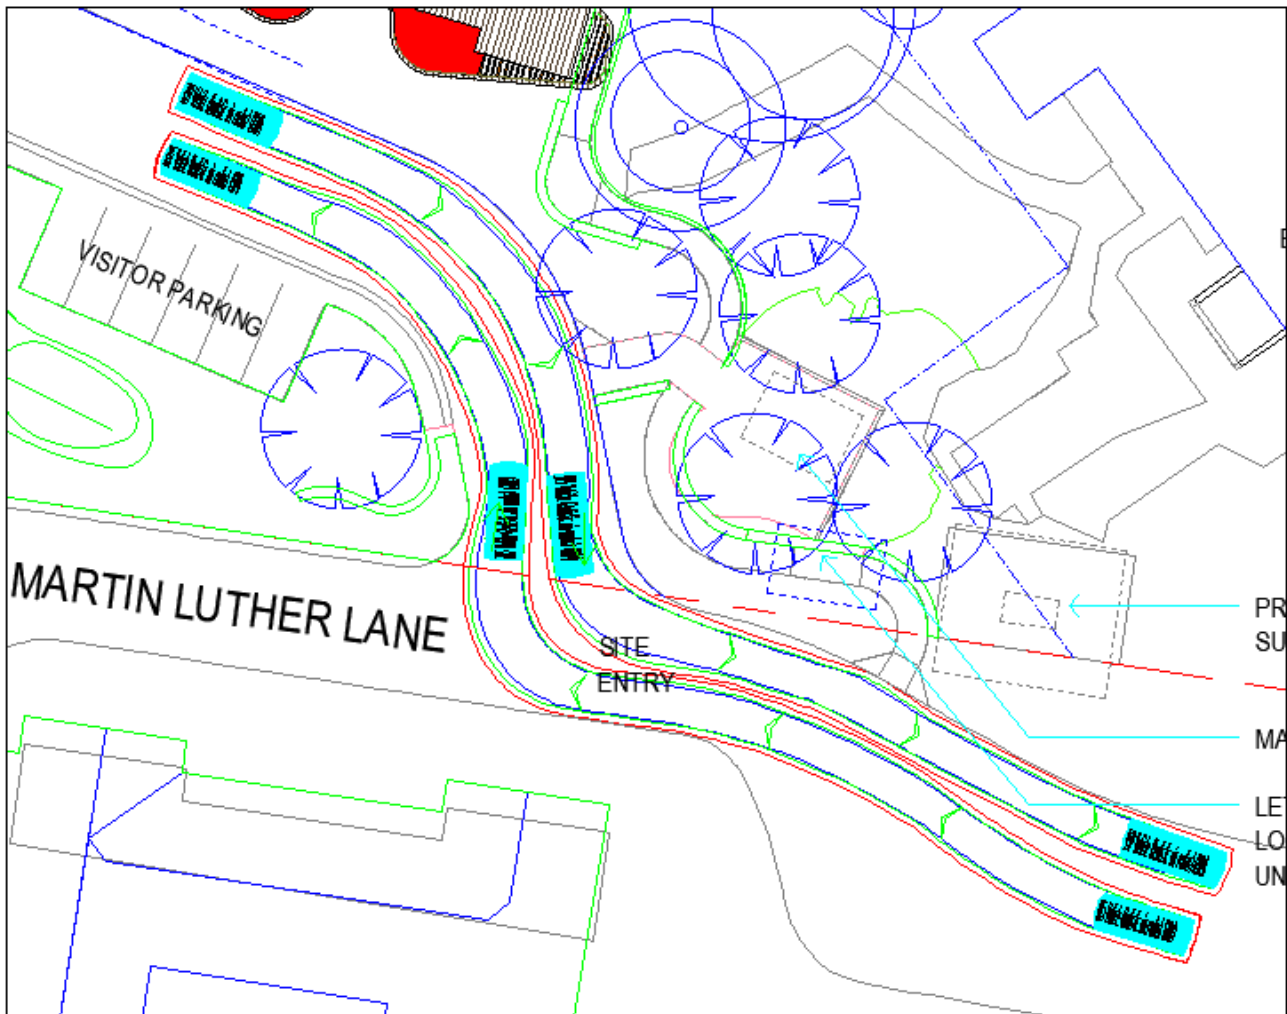 VISITOR PARKING
MARTIN LUTHER LANE
SITE
ENTRY
PR
SU
MA
LE
LO
UN